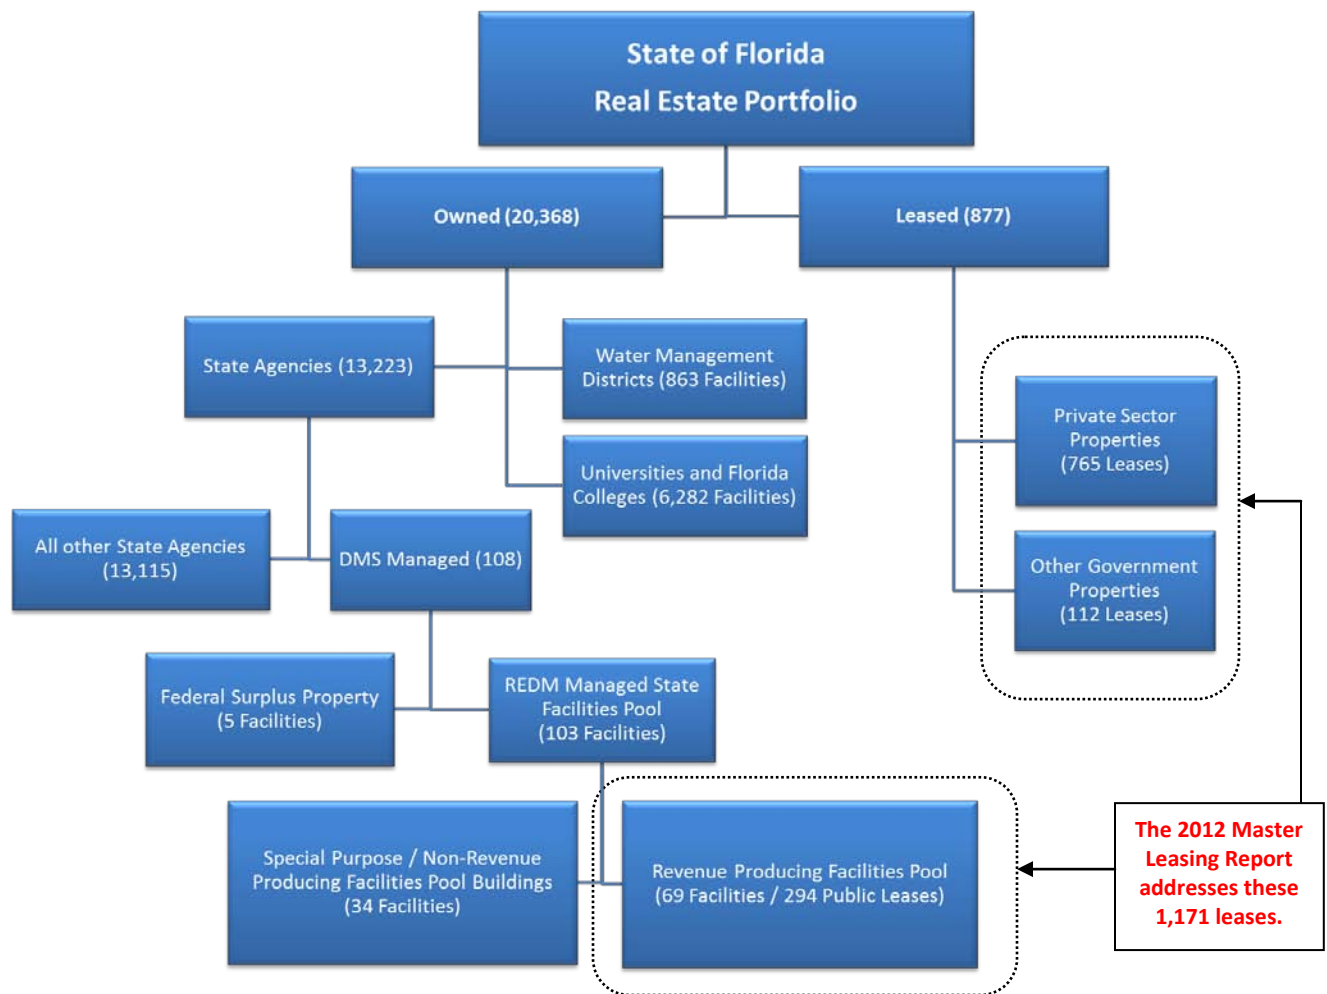 State of Florida
Real Estate Portfolio
Owned (20,368)
Leased (877)
State Agencies (13,223)
Water Management
Districts (863 Facilities)
Universities and Florida
Colleges (6,282 Facilities)
Private Sector
Properties
(765 Leases)
Other Government
Properties
(112 Leases)
All other State Agencies
(13,115)
DMS Managed (108)
Federal Surplus Property
(5 Facilities)
REDM Managed State
Facilities Pool
(103 Facilities)
Special Purpose / Non-Revenue
Producing Facilities Pool Buildings
(34 Facilities)
Revenue Producing Facilities Pool
(69 Facilities / 294 Public Leases)
The 2012 Master
Leasing Report
addresses these
1,171 leases.